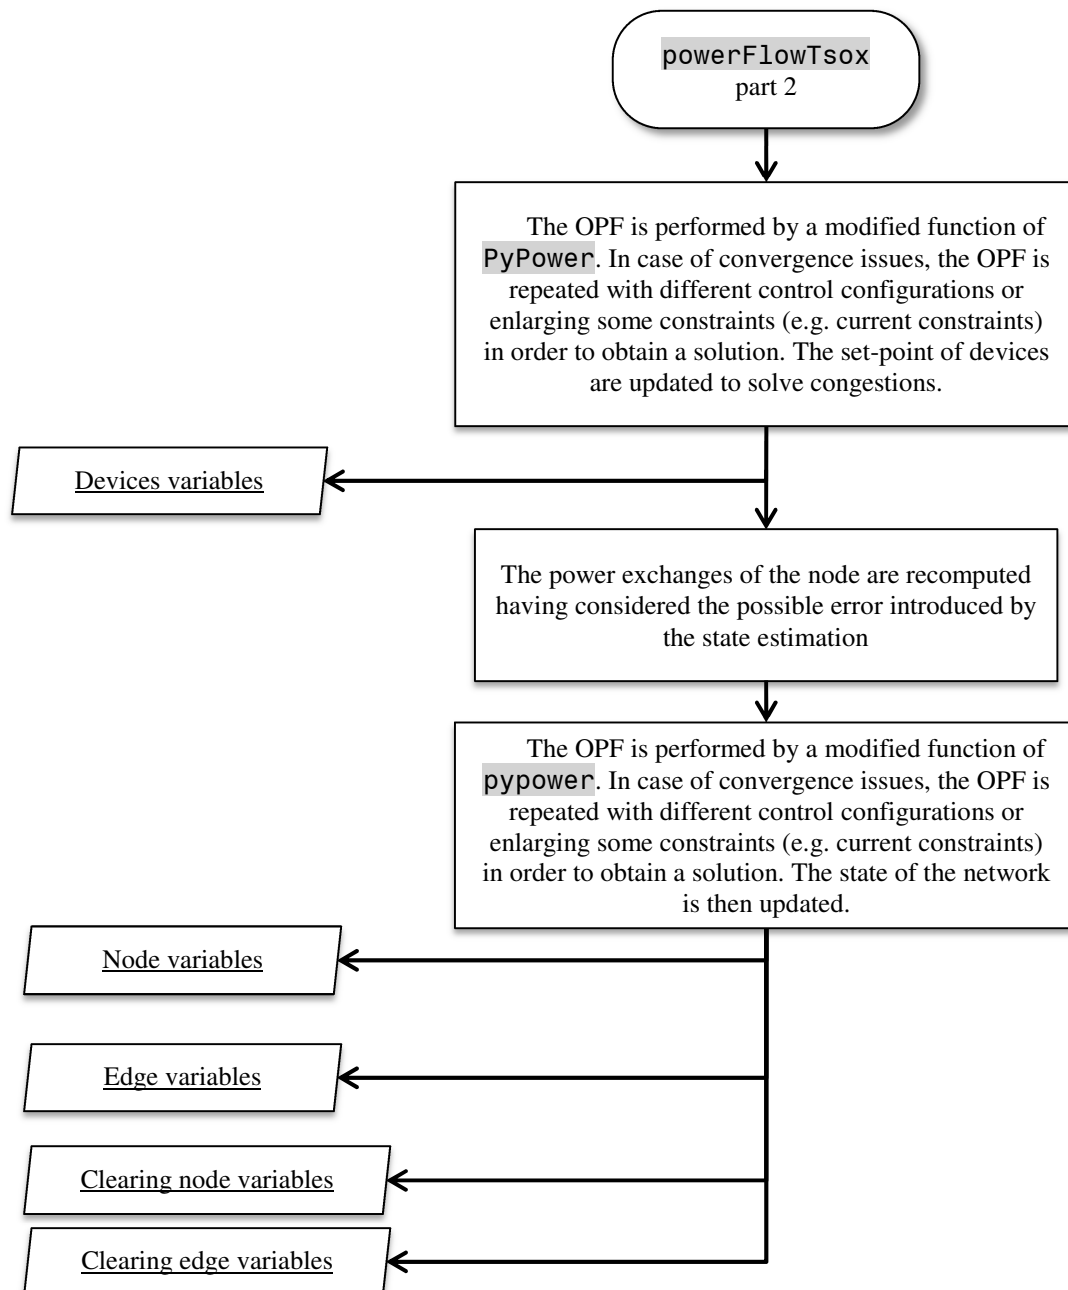 powerFlowTsox
part 2
The OPF is performed by a modified function of
PyPower. In case of convergence issues, the OPF is
repeated with different control configurations or
enlarging some constraints (e.g. current constraints)
in order to obtain a solution. The set-point of devices
are updated to solve congestions.
Devices variables
The power exchanges of the node are recomputed
having considered the possible error introduced by
the state estimation
The OPF is performed by a modified function of
pypower. In case of convergence issues, the OPF is
repeated with different control configurations or
enlarging some constraints (e.g. current constraints)
in order to obtain a solution. The state of the network
is then updated.
Node variables
Edge variables
Clearing node variables
Clearing edge variables